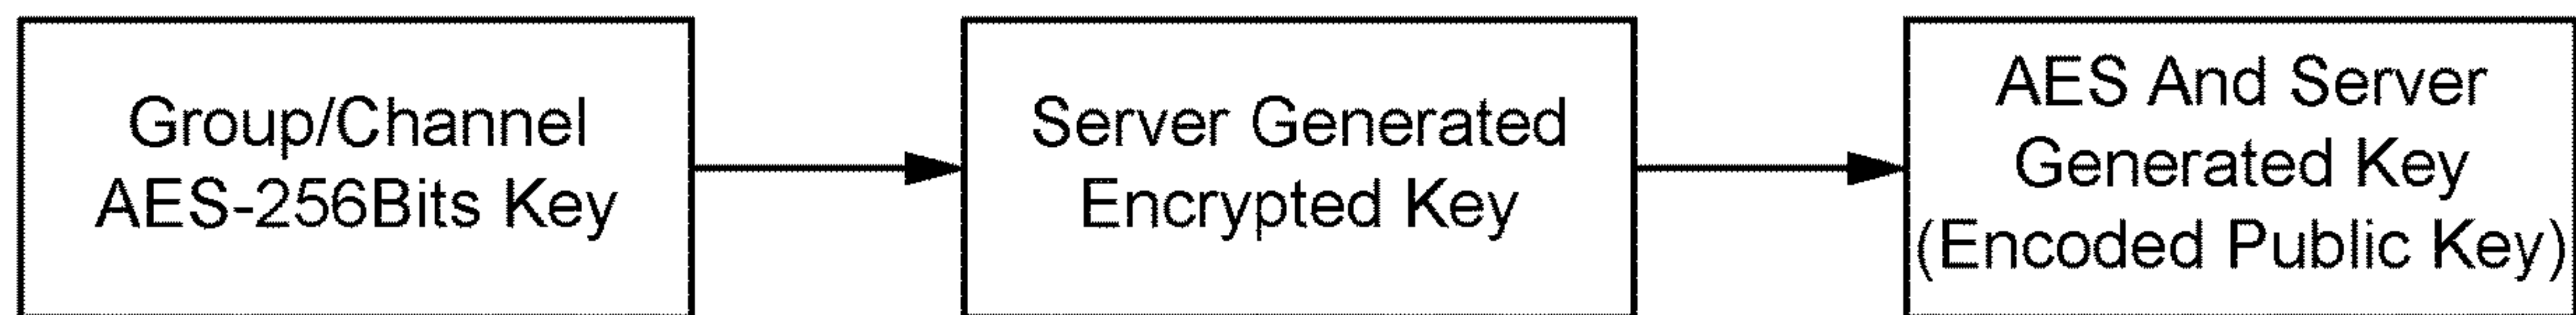 Group/Channel
AES-256Bits Key
Server Generated
Encrypted Key
AES And Server
Generated Key
(Encoded Public Key)